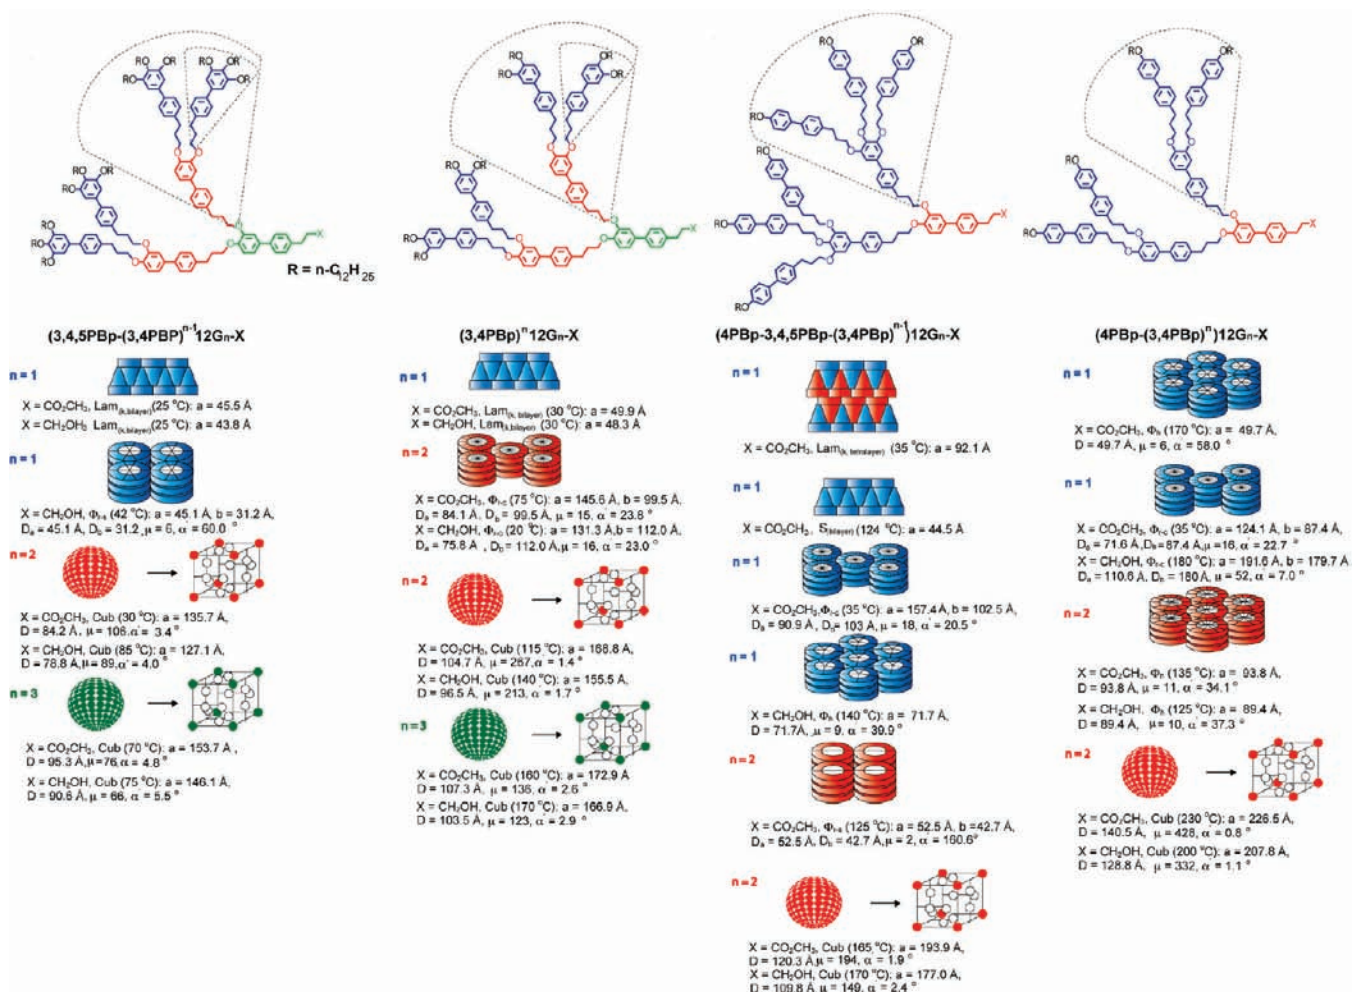 R = n-C12H25
(3,4,5PBp-(3,4PBP)n-1 12Gn-X
n = 1
X = CO2CH3, Lam(k,bilayer) (25 °C): a = 45.5 Å,
X = CH2OH, Lam(k,bilayer) (25 °C): a = 43.8 Å,
n = 1
X = CH2OH, Φr-s (42 °C): a = 45.1 Å, b = 31.2 Å,
Da = 45.1 Å, Db = 31.2, μ = 6, α' = 60.0 °
n = 2
X = CO2CH3, Cub (30 °C): a = 135.7 Å,
D = 84.2 Å, μ = 106, α' = 3.4 °
X = CH2OH, Cub (85 °C): a = 127.1 Å,
D = 78.8 Å, μ = 89, α' = 4.0 °
n = 3
X = CO2CH3, Cub (70 °C): a = 153.7 Å,
D = 95.3 Å, μ = 76, α' = 4.8 °
X = CH2OH, Cub (75 °C): a = 146.1 Å,
D = 90.6 Å, μ = 66, α' = 5.5 °
(3,4PBp)n 12Gn-X
n = 1
X = CO2CH3, Lam(k, bilayer) (30 °C): a = 49.9 Å
X = CH2OH, Lam(k, bilayer) (30 °C): a = 48.3 Å,
n = 2
X = CO2CH3, Φr-c (75 °C): a = 145.6 Å, b = 99.5 Å,
Da = 84.1 Å, Db = 99.5 Å, μ = 15, α' = 23.8 °
X = CH2OH, Φr-c (20 °C): a = 131.3 Å, b = 112.0 Å,
Da = 75.8 Å, Db = 112.0 Å, μ = 16, α' = 23.0 °
n = 2
X = CO2CH3, Cub (115 °C): a = 168.8 Å,
D = 104.7 Å, μ = 267, α' = 1.4 °
X = CH2OH, Cub (140 °C): a = 155.5 Å,
D = 96.5 Å, μ = 213, α' = 1.7 °
n = 3
X = CO2CH3, Cub (160 °C): a = 172.9 Å,
D = 107.3 Å, μ = 136, α' = 2.6 °
X = CH2OH, Cub (170 °C): a = 166.9 Å,
D = 103.5 Å, μ = 123, α' = 2.9 °
(4PBp-3,4,5PBp-(3,4PBp)n-1)12Gn-X
n = 1
X = CO2CH3, Lam(k, tetralayer) (35 °C): a = 92.1 Å,
n = 1
X = CO2CH3, S(bilayer) (124 °C): a = 44.5 Å,
n = 1
X = CO2CH3, Φr-c (35 °C): a = 157.4 Å, b = 102.5 Å,
Da = 90.9 Å, Db = 103 Å, μ = 18, α' = 20.5 °
n = 1
X = CH2OH, Φh (140 °C): a = 71.7 Å,
D = 71.7Å, μ = 9, α' = 39.9 °
n = 2
X = CO2CH3, Φr-s (125 °C): a = 52.5 Å, b = 42.7 Å,
Da = 52.5 Å, Db = 42.7 Å, μ = 2, α' = 160.6 °
n = 2
X = CO2CH3, Cub (165 °C): a = 193.9 Å,
D = 120.3 Å, μ = 194, α' = 1.9 °
X = CH2OH, Cub (170 °C): a = 177.0 Å,
D = 109.8 Å, μ = 149, α' = 2.4 °
(4PBp-(3,4PBp)n)12Gn-X
n = 1
X = CO2CH3, Φh (170 °C): a = 49.7 Å,
D = 49.7 Å, μ = 6, α' = 58.0 °
n = 1
X = CO2CH3, Φr-c (35 °C): a = 124.1 Å, b = 87.4 Å,
Da = 71.6 Å, Db = 87.4 Å, μ = 16, α' = 22.7 °
X = CH2OH, Φr-c (180 °C): a = 191.6 Å, b = 179.7 Å
Da = 110.6 Å, Db = 180 Å, μ = 52, α' = 7.0 °
n = 2
X = CO2CH3, Φh (135 °C): a = 93.8 Å,
D = 93.8 Å, μ = 11, α' = 34.1 °
X = CH2OH, Φh (125 °C): a = 89.4 Å,
D = 89.4 Å, μ = 10, α' = 37.3 °
n = 2
X = CO2CH3, Cub (230 °C): a = 226.5 Å,
D = 140.5 Å, μ = 428, α' = 0.8 °
X = CH2OH, Cub (200 °C): a = 207.8 Å,
D = 128.8 Å, μ = 332, α' = 1.1 °